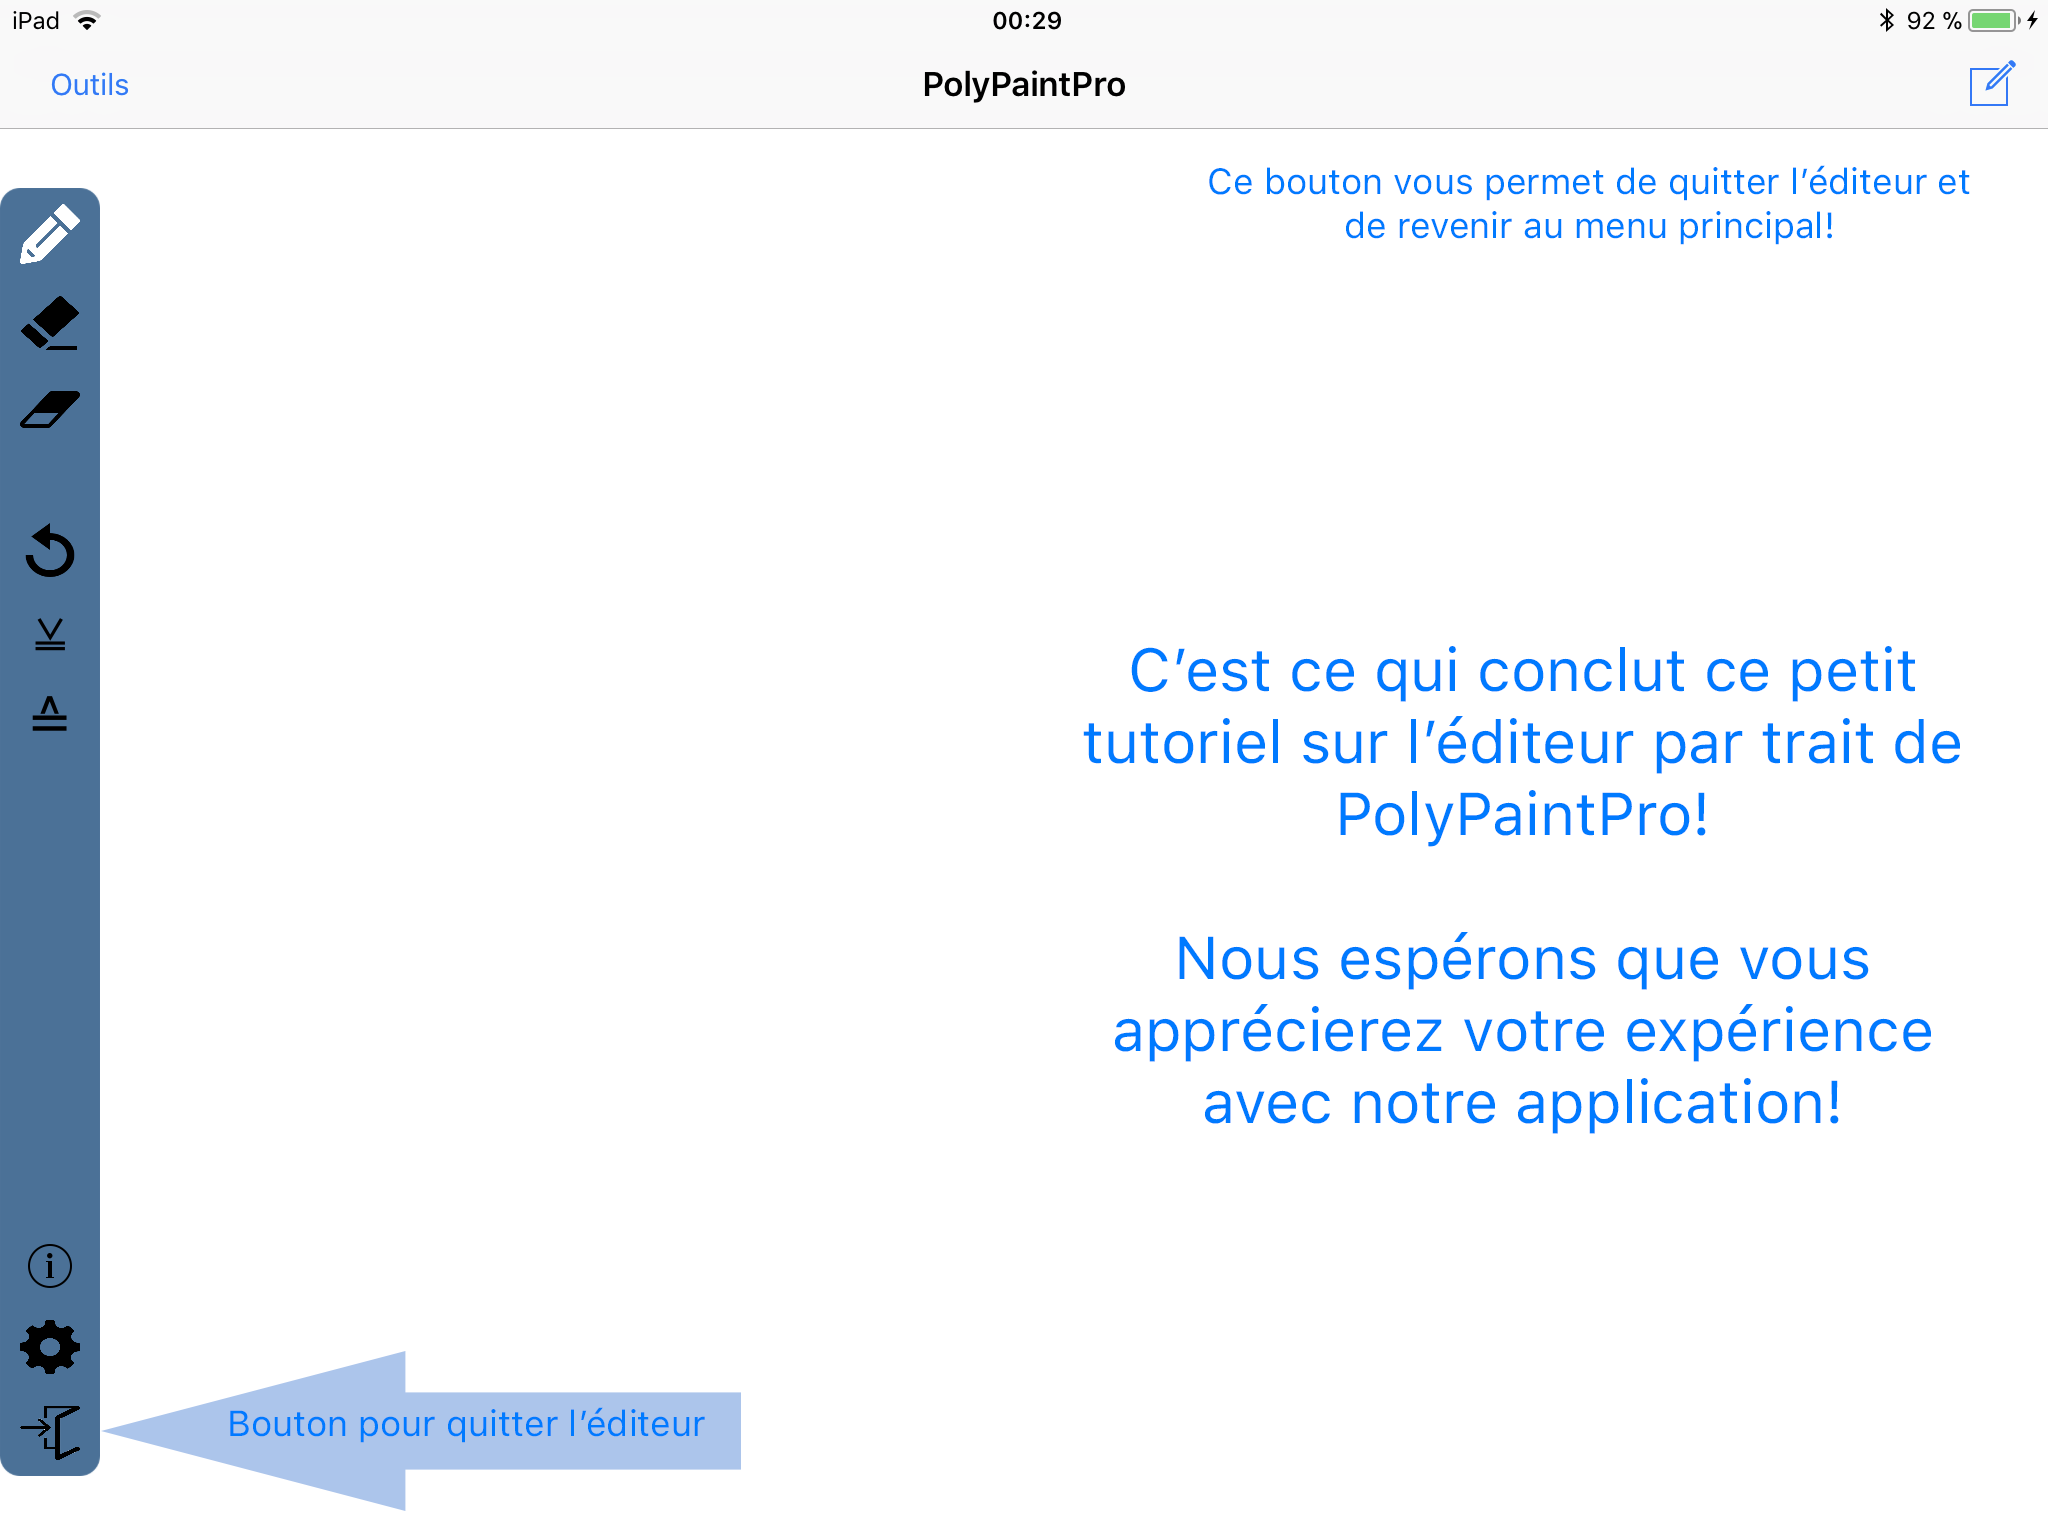 iPad 00:29 92 %
Outils PolyPaintPro
Ce bouton vous permet de quitter l’éditeur et
de revenir au menu principal!
C’est ce qui conclut ce petit
tutoriel sur l’éditeur par trait de
PolyPaintPro!
Nous espérons que vous
apprécierez votre expérience
avec notre application!
Bouton pour quitter l’éditeur